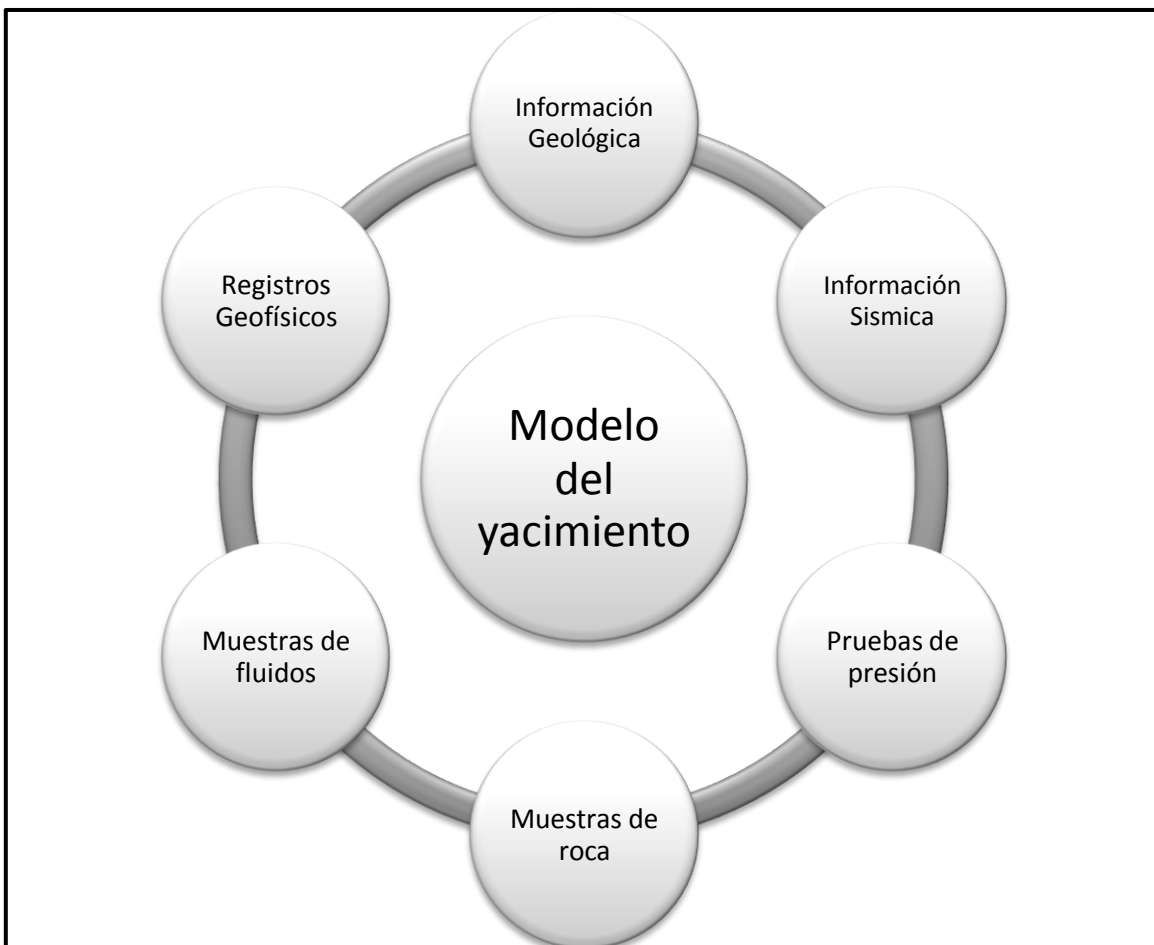 Información
Geológica
Información
Sismica
Pruebas de
presión
Muestras de
roca
Muestras de
fluidos
Registros
Geofísicos
Modelo
del
yacimiento